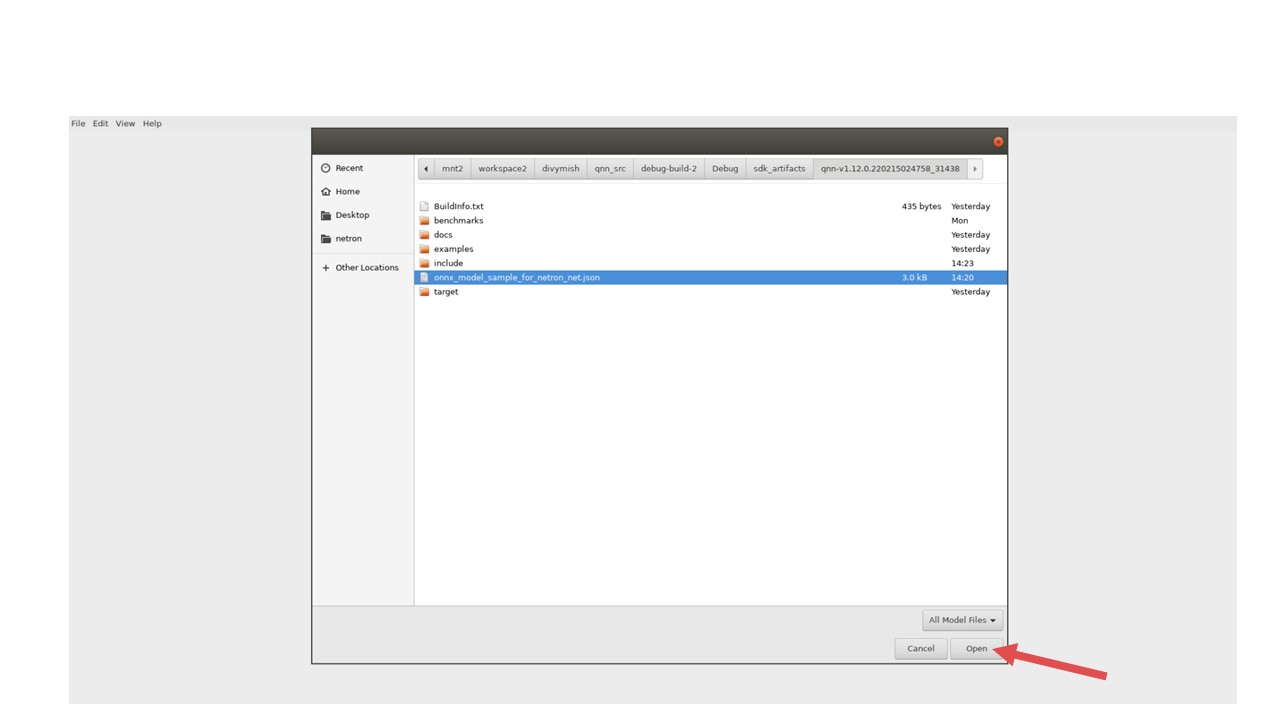 File Edit View Help
Recent
Home
Desktop
netron
Other Locations
mnt2 workspace2 divymish qnn_src debug-build-2 Debug sdk_artifacts qnn-v1.12.0.220215024758_31438
BuildInfo.txt 435 bytes Yesterday
benchmarks Mon
docs Yesterday
examples Yesterday
include 14:23
onnx_model_sample_for_netron_net.json 3.0 kB 14:20
target Yesterday
All Model Files
Cancel Open